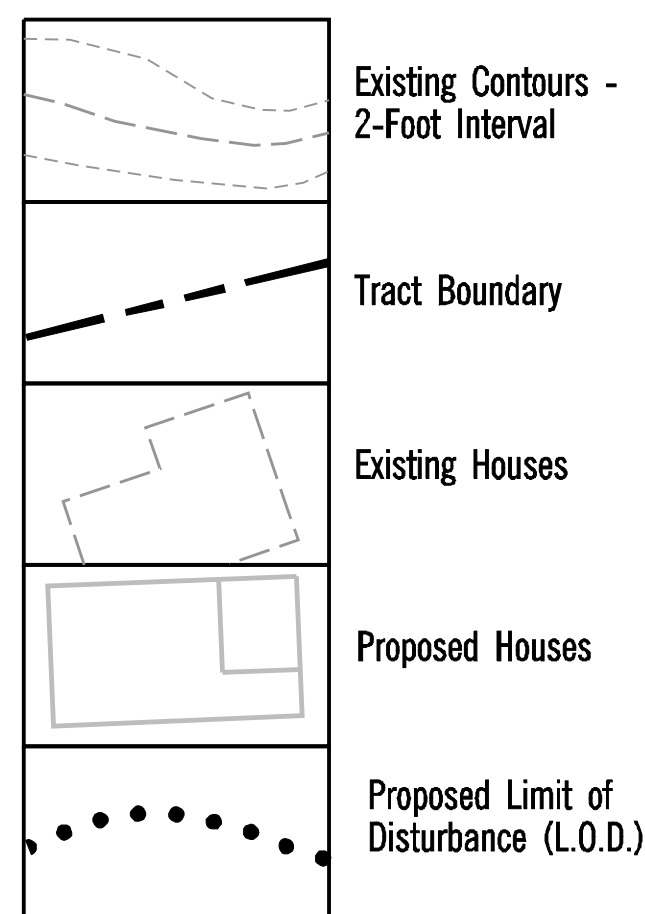 Existing Contours -
2-Foot Interval
Tract Boundary
Existing Houses
Proposed Houses
Proposed Limit of
Disturbance (L.O.D.)